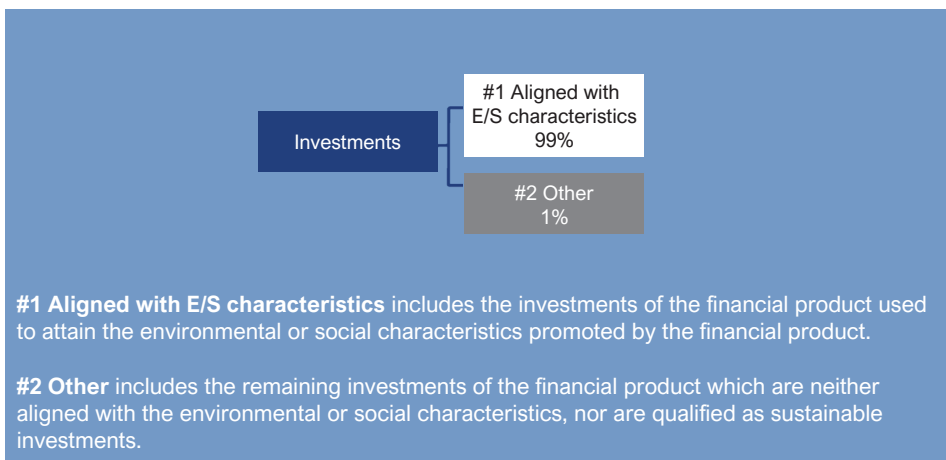 #1 Aligned with
E/S characteristics
99%
Investments
#2 Other
1%
#1 Aligned with E/S characteristics includes the investments of the financial product used
to attain the environmental or social characteristics promoted by the financial product.
#2 Other includes the remaining investments of the financial product which are neither
aligned with the environmental or social characteristics, nor are qualified as sustainable
investments.